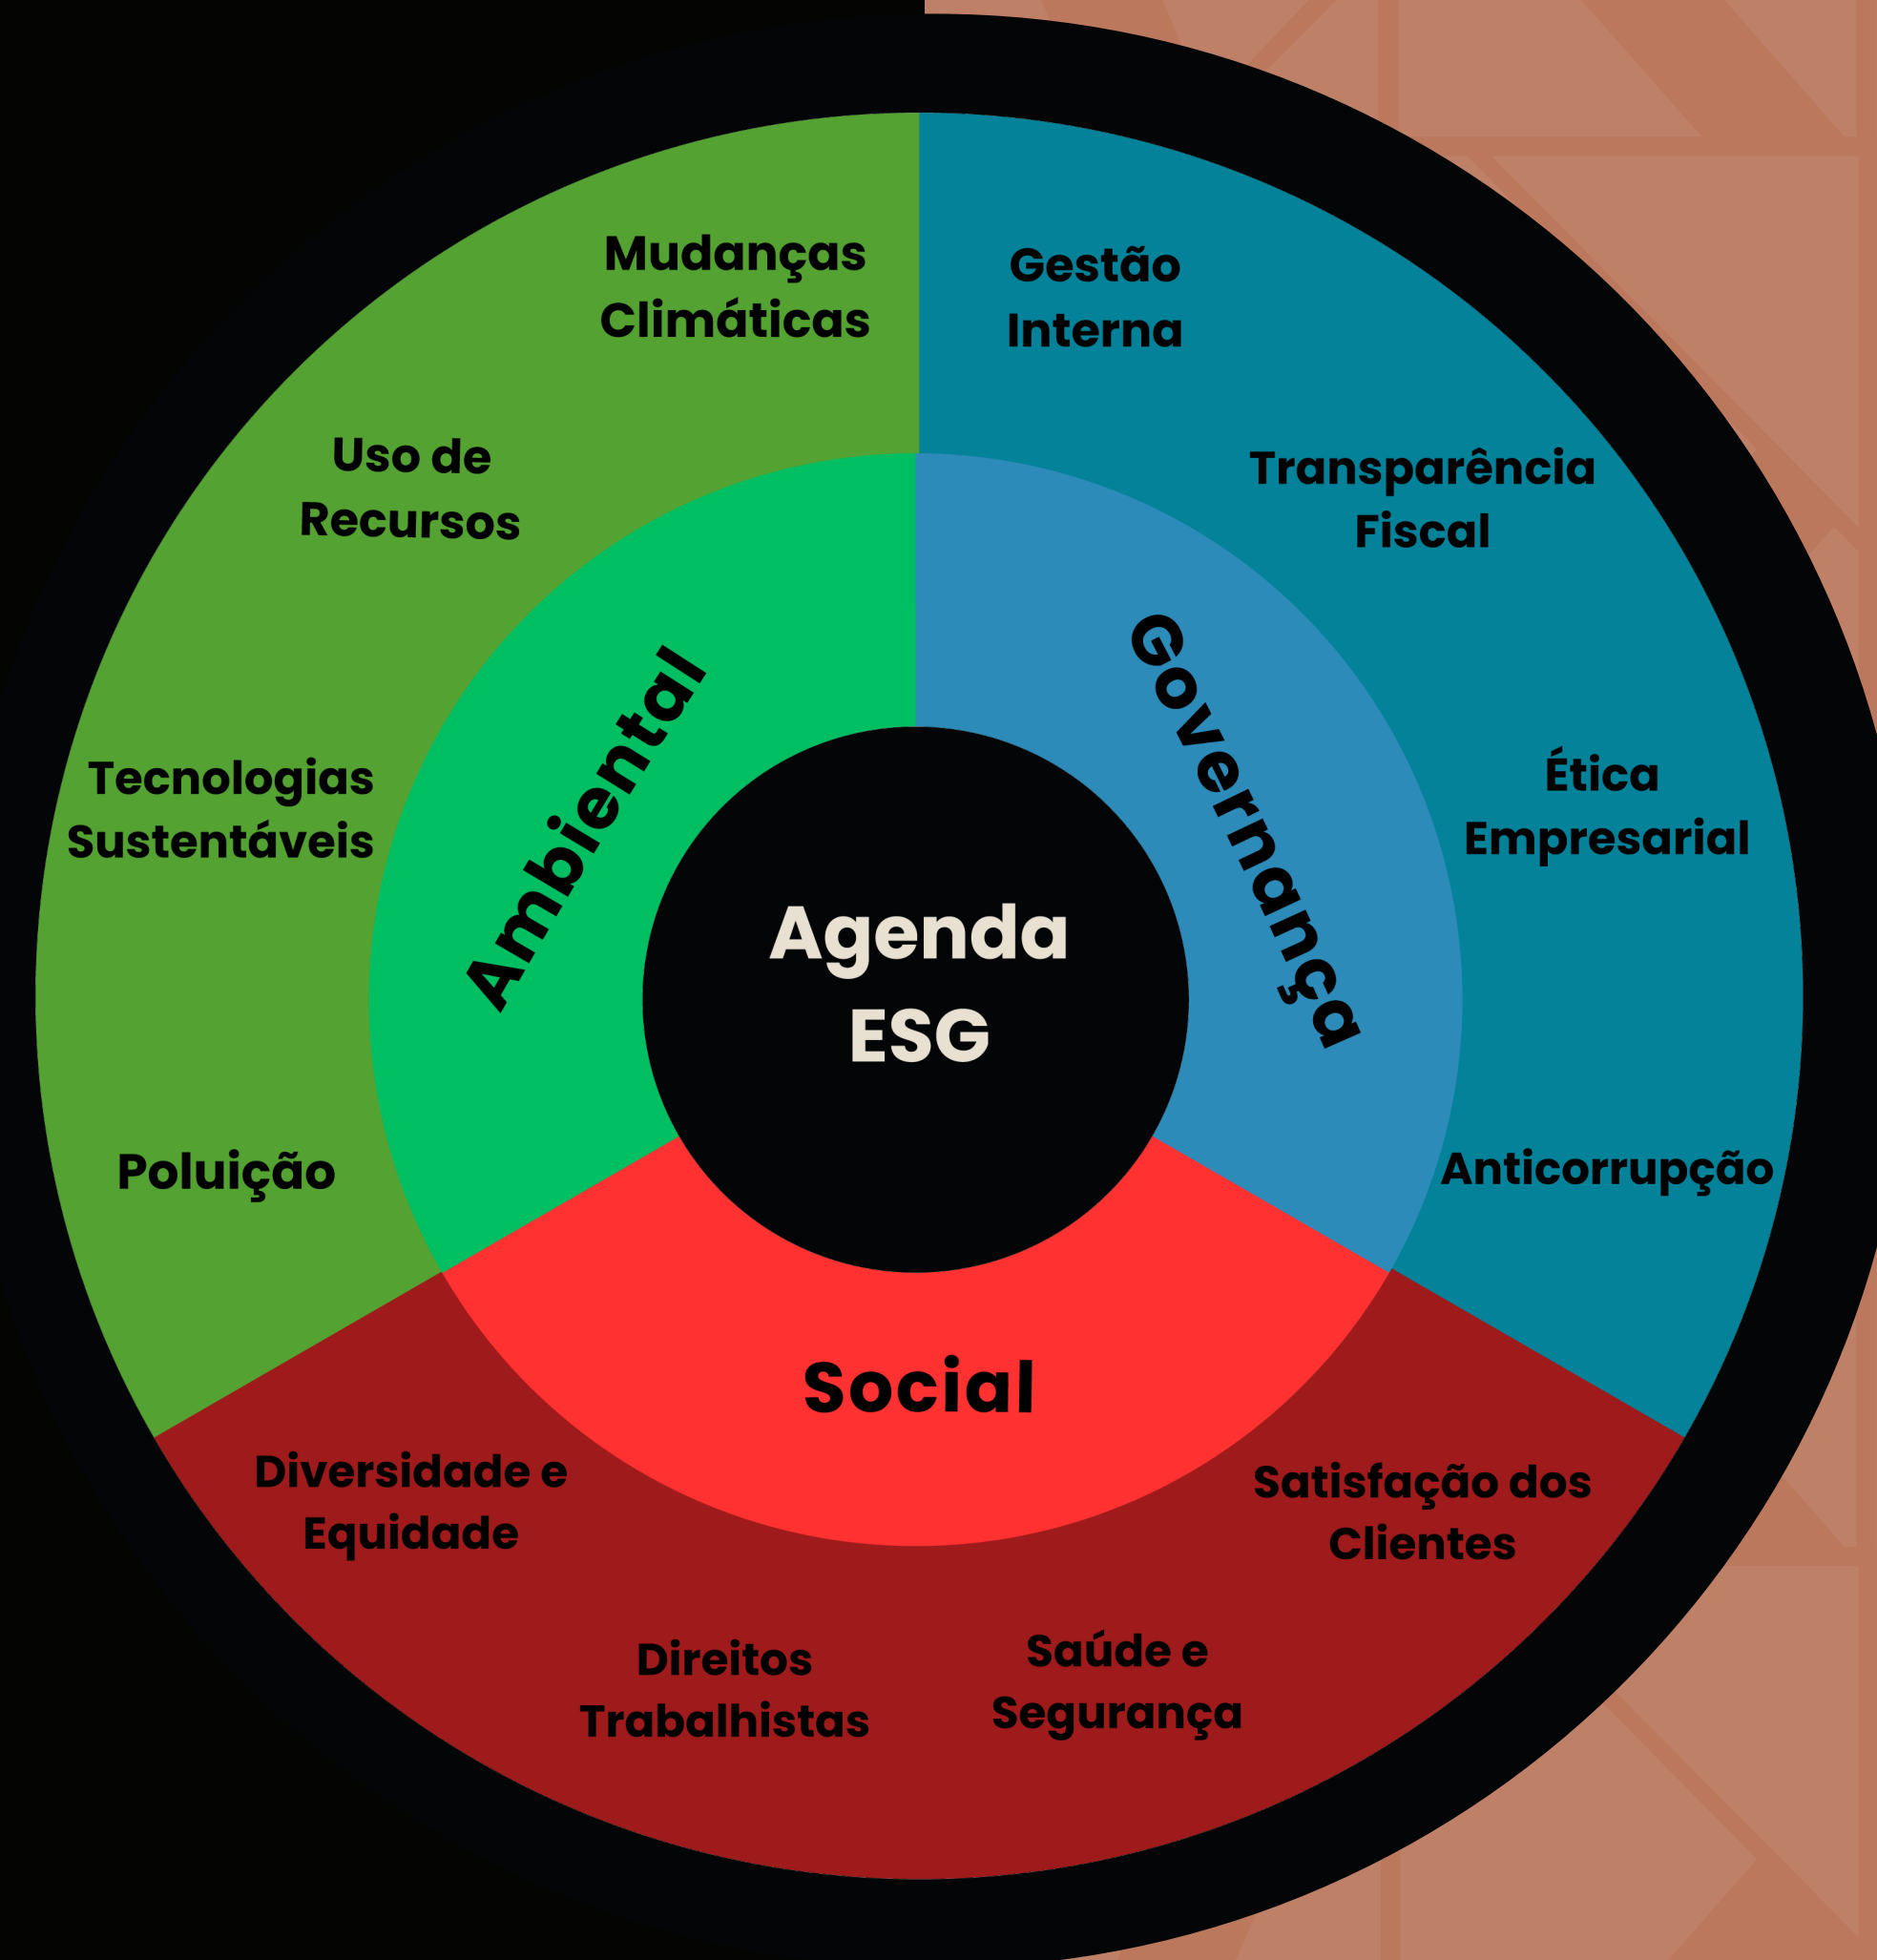 Mudanças
Climáticas
Gestão
Interna
Uso de
Recursos
Transparência
Fiscal
Ambiental
Governança
Tecnologias
Sustentáveis
Ética
Empresarial
Agenda
ESG
Poluição
Anticorrupção
Social
Diversidade e
Equidade
Satisfação dos
Clientes
Direitos
Trabalhistas
Saúde e
Segurança